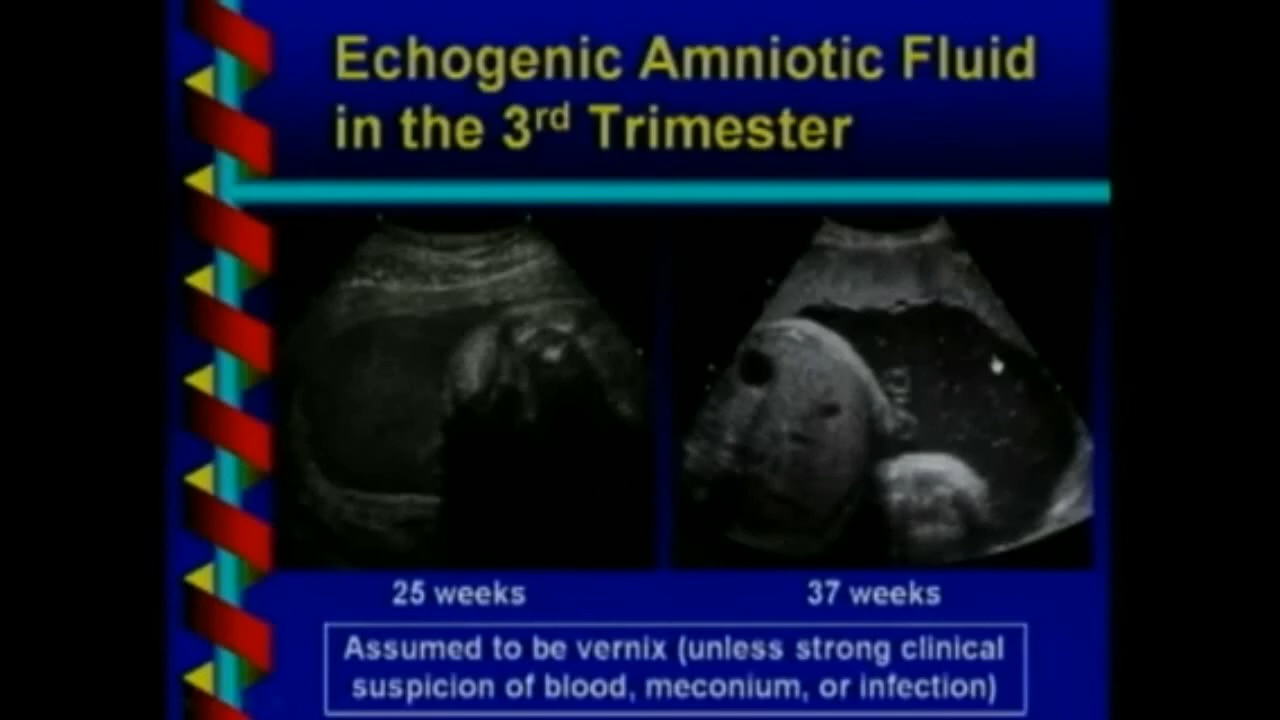 Echogenic Amniotic Fluid
in the 3rd Trimester
25 weeks
37 weeks
Assumed to be vernix (unless strong clinical
suspicion of blood, meconium, or infection)